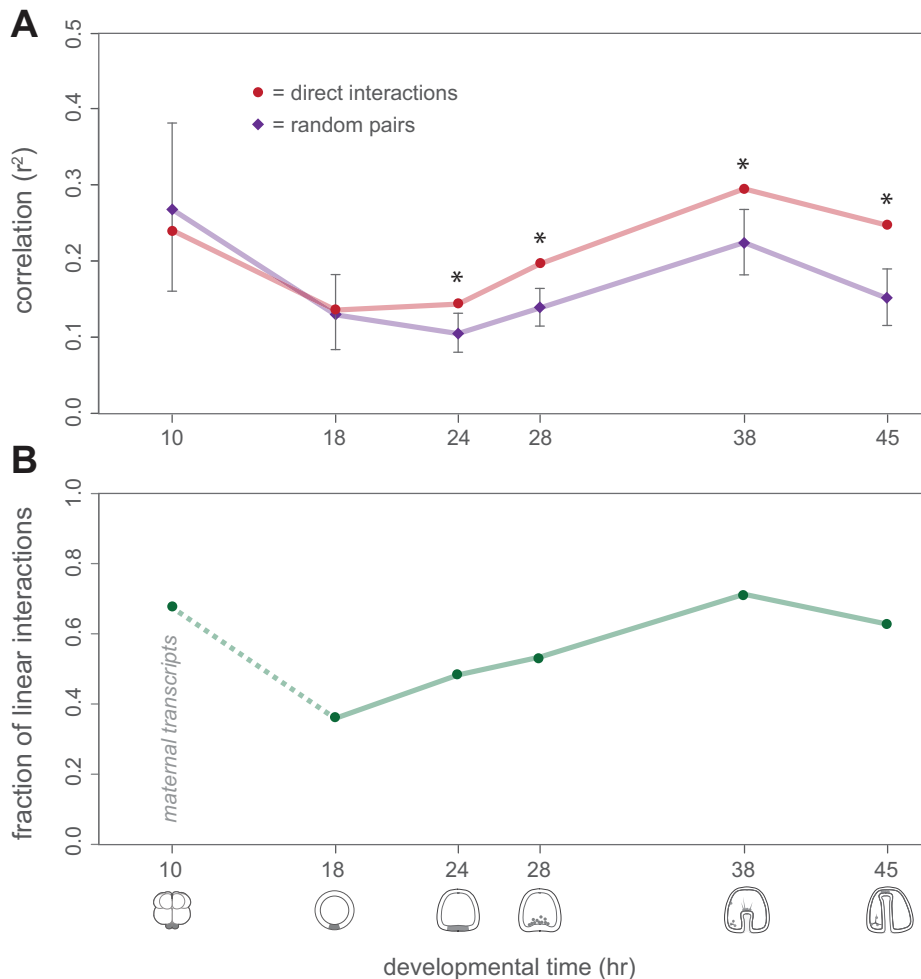 A
0.5
0.4
0.3
0.2
0.1
0.0
correlation (r²)
= direct interactions
= random pairs
*
*
*
*
10 18 24 28 38 45
B
1.0
0.8
0.6
0.4
0.2
0.0
fraction of linear interactions
maternal transcripts
10 18 24 28 38 45
developmental time (hr)